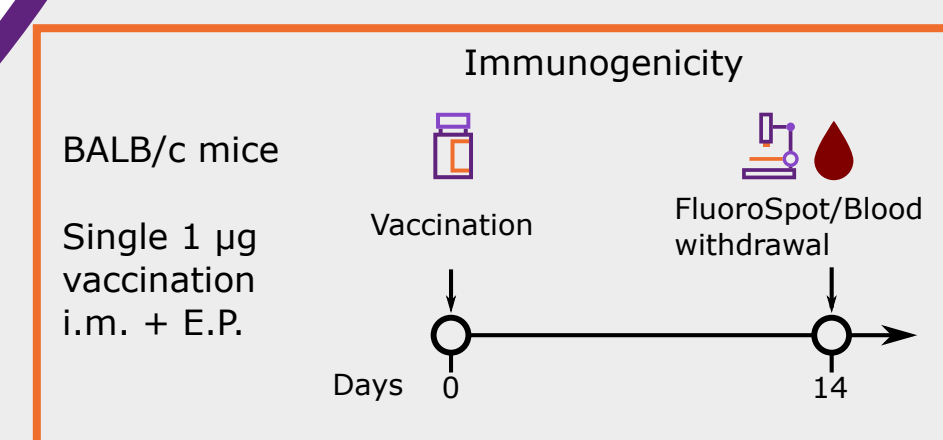 Immunogenicity
BALB/c mice
Single 1 µg
vaccination
i.m. + E.P.
Vaccination
FluoroSpot/Blood
withdrawal
Days 0 14